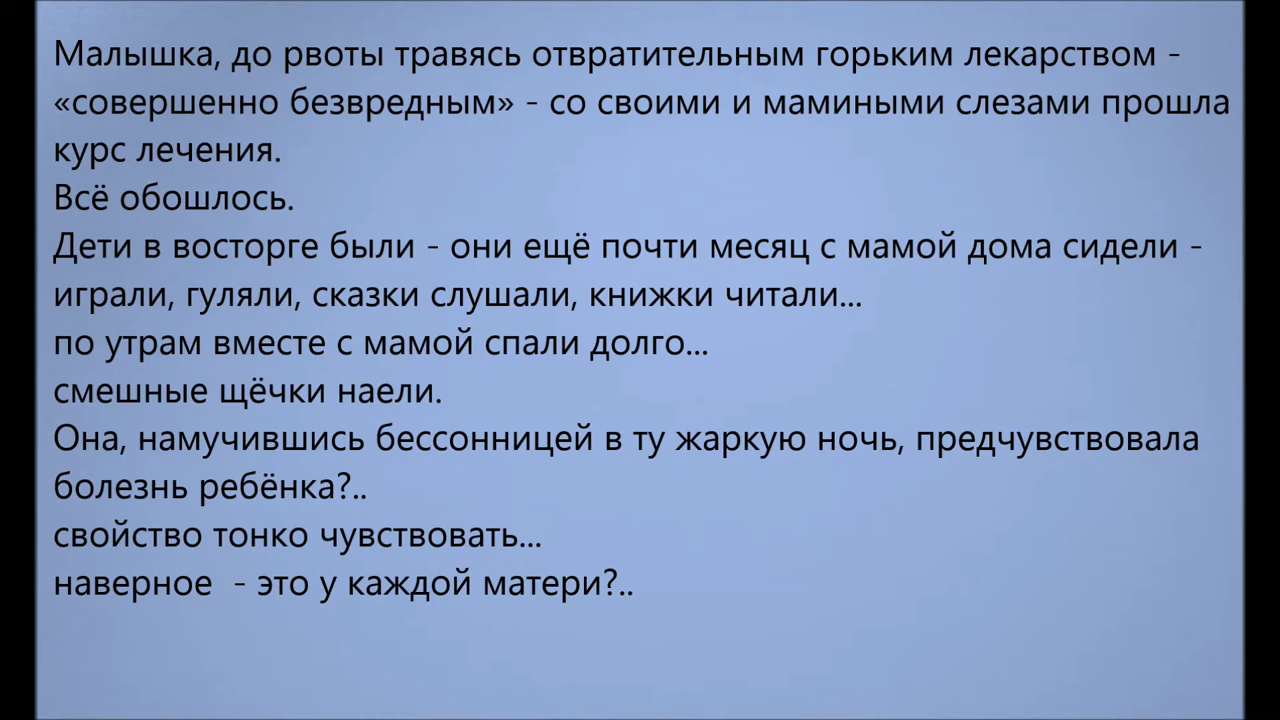 Малышка, до рвоты травясь отвратительным горьким лекарством -
«совершенно безвредным» - со своими и мамиными слезами прошла
курс лечения.
Всё обошлось.
Дети в восторге были - они ещё почти месяц с мамой дома сидели -
играли, гуляли, сказки слушали, книжки читали...
по утрам вместе с мамой спали долго...
смешные щёчки наели.
Она, намучившись бессонницей в ту жаркую ночь, предчувствовала
болезнь ребёнка?..
свойство тонко чувствовать...
наверное  - это у каждой матери?..